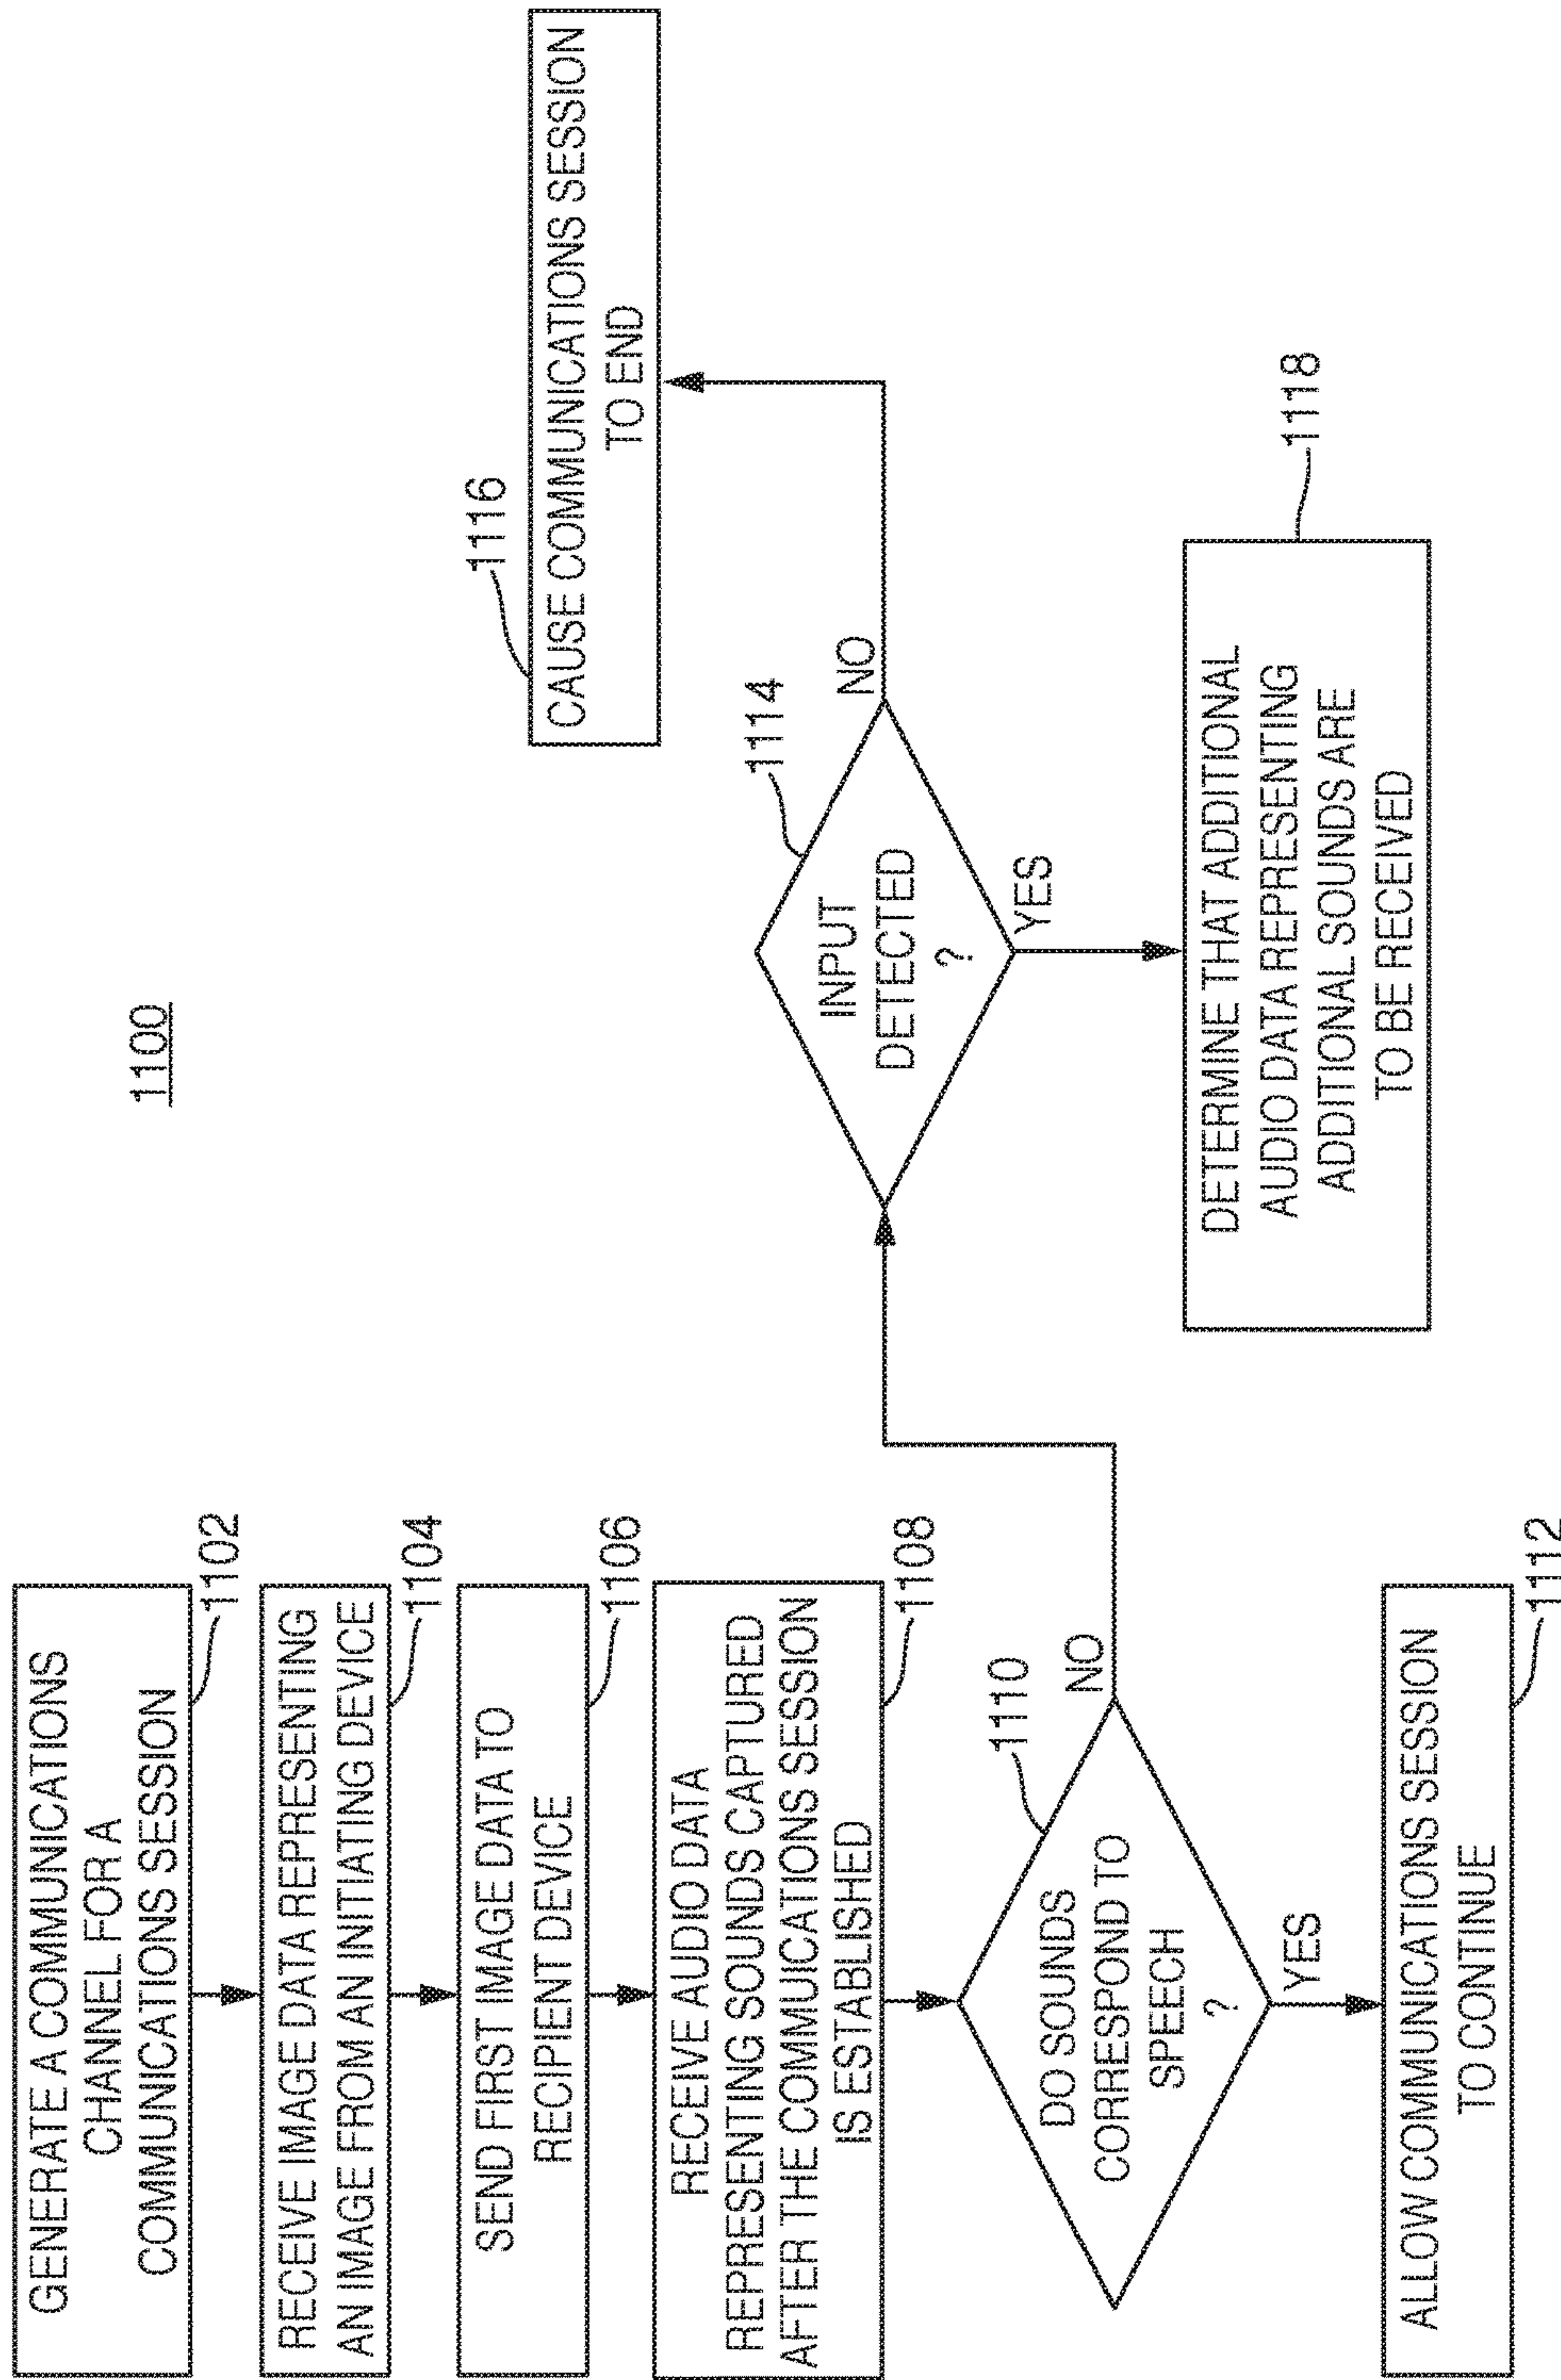 1100
GENERATE A COMMUNICATIONS
CHANNEL FOR A
COMMUNICATIONS SESSION
1102
RECEIVE IMAGE DATA REPRESENTING
AN IMAGE FROM AN INITIATING DEVICE
1104
SEND FIRST IMAGE DATA TO
RECIPIENT DEVICE
1106
RECEIVE AUDIO DATA
REPRESENTING SOUNDS CAPTURED
AFTER THE COMMUICATIONS SESSION
IS ESTABLISHED
1108
DO SOUNDS
CORRESPOND TO
SPEECH
?
1110
NO
YES
ALLOW COMMUNICATIONS SESSION
TO CONTINUE
1112
INPUT
DETECTED
?
1114
NO
YES
CAUSE COMMUNICATIONS SESSION
TO END
1116
DETERMINE THAT ADDITIONAL
AUDIO DATA REPRESENTING
ADDITIONAL SOUNDS ARE
TO BE RECEIVED
1118